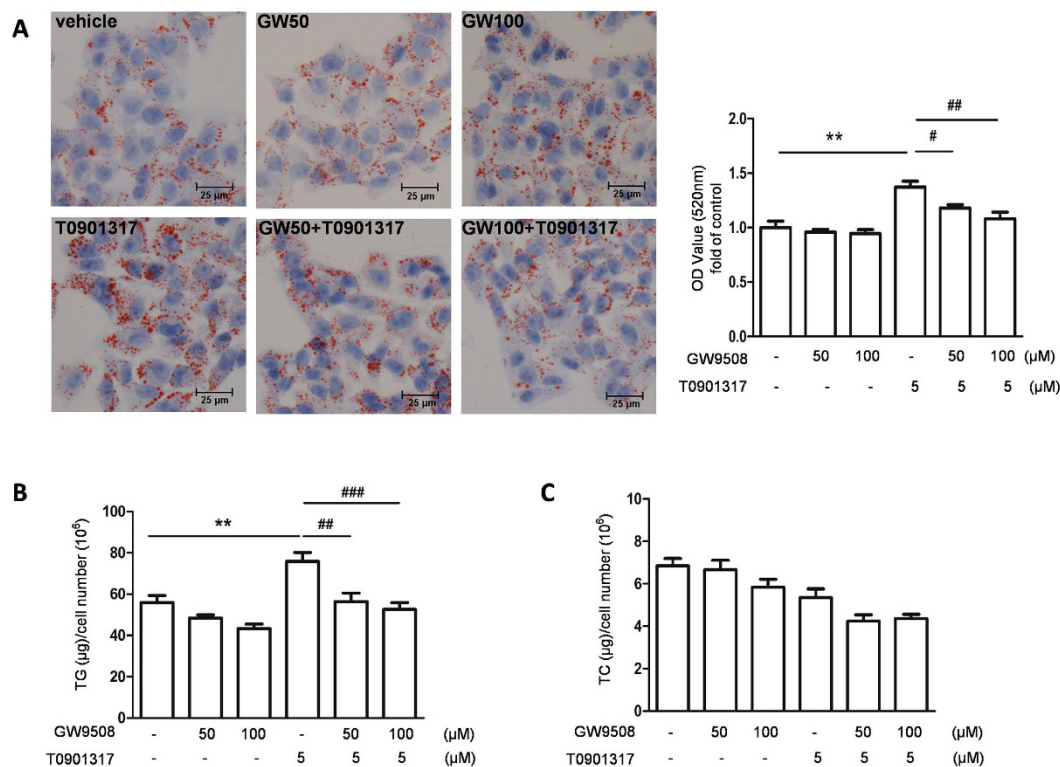 A
vehicle
GW50
GW100
25 µm
25 µm
25 µm
T0901317
GW50+T0901317
GW100+T0901317
25 µm
25 µm
25 µm
OD Value (520nm)
fold of control
2.0
1.5
1.0
0.5
0.0
**
#
##
GW9508 - 50 100 - 50 100 (µM)
T0901317 - - - 5 5 5 (µM)
B
TG (µg)/cell number (10⁶)
100
80
60
40
20
0
**
##
###
GW9508 - 50 100 - 50 100 (µM)
T0901317 - - - 5 5 5 (µM)
C
TC (µg)/cell number (10⁶)
8
6
4
2
0
GW9508 - 50 100 - 50 100 (µM)
T0901317 - - - 5 5 5 (µM)